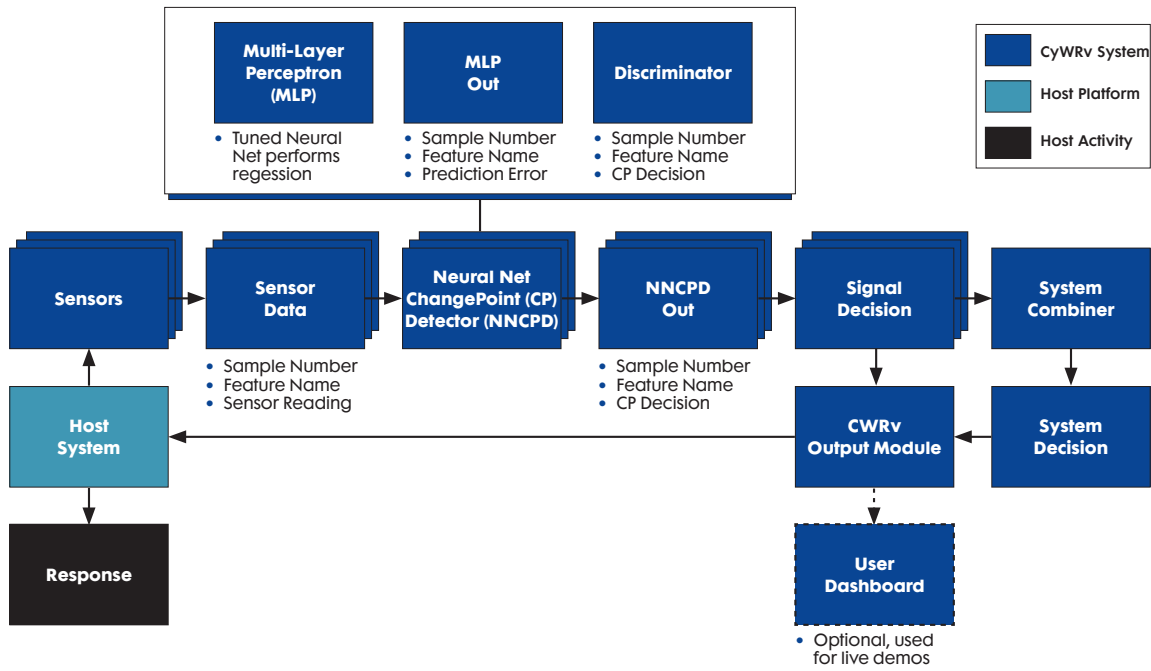 Multi-Layer
Perceptron
(MLP)
• Tuned Neural
Net performs
regression
MLP
Out
• Sample Number
• Feature Name
• Prediction Error
Discriminator
• Sample Number
• Feature Name
• CP Decision
CyWRv System
Host Platform
Host Activity
Sensors
Sensor
Data
• Sample Number
• Feature Name
• Sensor Reading
Neural Net
ChangePoint (CP)
Detector (NNCPD)
NNCPD
Out
• Sample Number
• Feature Name
• CP Decision
Signal
Decision
System
Combiner
Host
System
CWRv
Output Module
System
Decision
Response
User
Dashboard
• Optional, used
for live demos